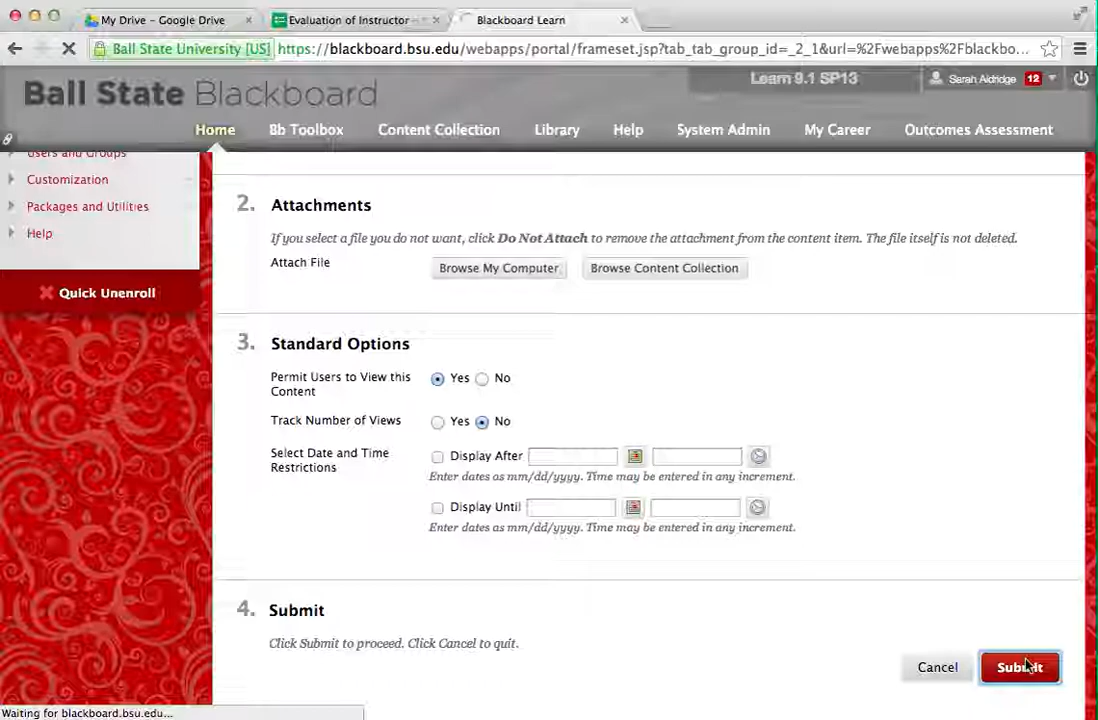 My Drive - Google Drive
Evaluation of Instructor
Blackboard Learn
Ball State University [US] https://blackboard.bsu.edu/webapps/portal/frameset.jsp?tab_tab_group_id=_2_1&url=%2Fwebapps%2Fblackbo...
Learn 9.1 SP13
Sarah Aldridge 12
Ball State Blackboard
Home Bb Toolbox Content Collection Library Help System Admin My Career Outcomes Assessment
Users and Groups
Customization
Packages and Utilities
Help
Quick Unenroll
2. Attachments
If you select a file you do not want, click Do Not Attach to remove the attachment from the content item. The file itself is not deleted.
Attach File Browse My Computer Browse Content Collection
3. Standard Options
Permit Users to View this Content Yes No
Track Number of Views Yes No
Select Date and Time Restrictions Display After
Enter dates as mm/dd/yyyy. Time may be entered in any increment.
Display Until
Enter dates as mm/dd/yyyy. Time may be entered in any increment.
4. Submit
Click Submit to proceed. Click Cancel to quit.
Cancel Submit
Waiting for blackboard.bsu.edu...